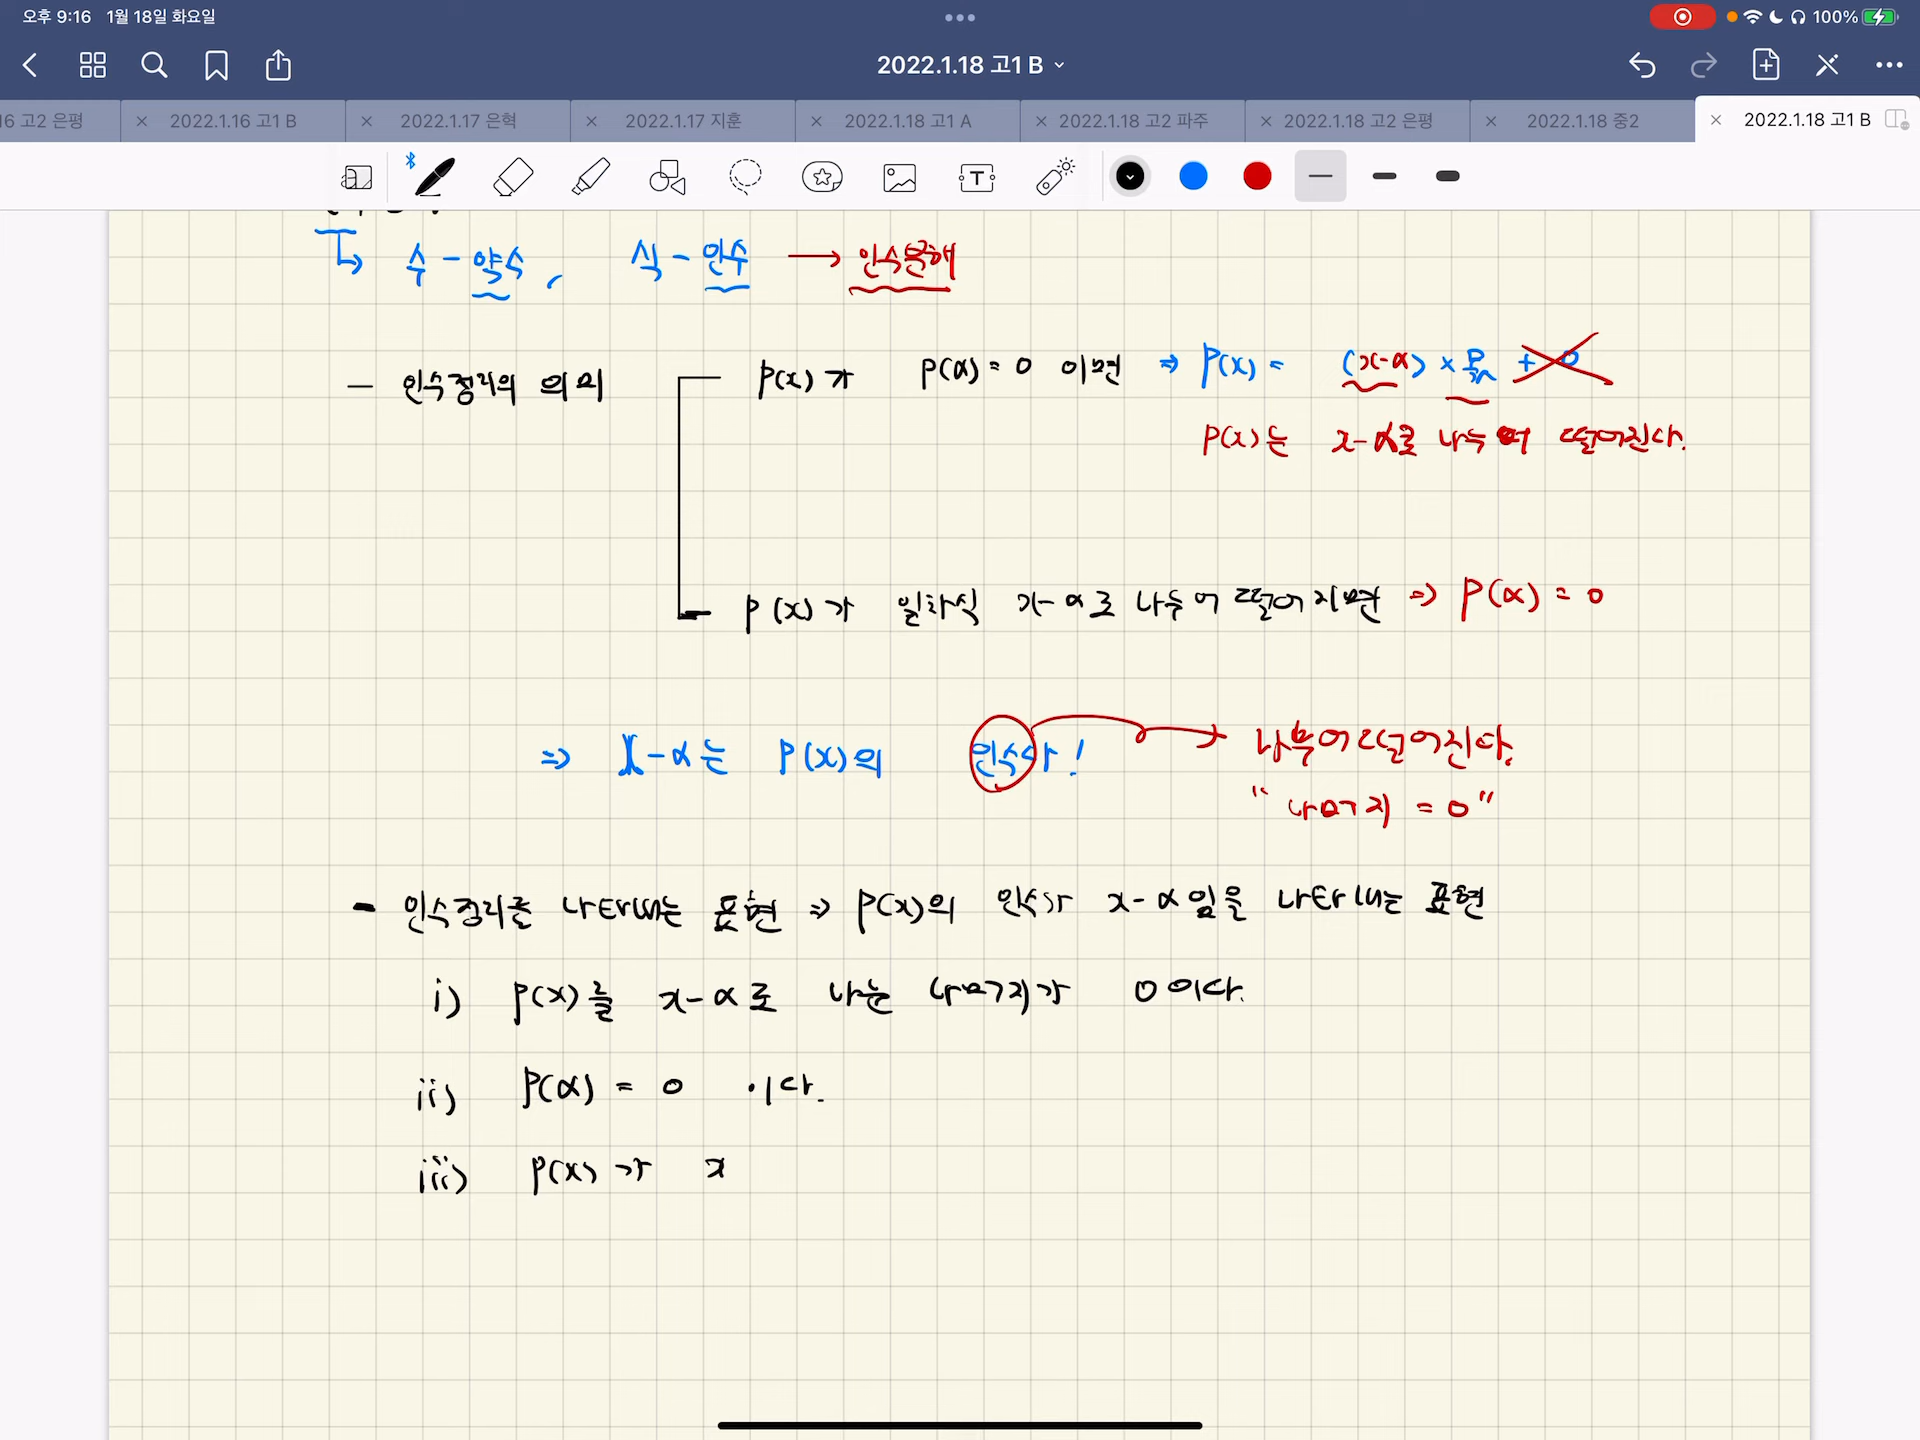 오후 9:16 1월 18일 화요일
100%
2022.1.18 고1 B
16 고2 은평
2022.1.16 고1 B
2022.1.17 은혁
2022.1.17 지훈
2022.1.18 고1 A
2022.1.18 고2 파주
2022.1.18 고2 은평
2022.1.18 중2
2022.1.18 고1 B
수 - 약수, 식 - 인수 → 인수분해
- 인수정리의 의미
P(x)가 P(α) = 0 이면 ⇒ P(x) = (x-α) × 몫 + 0
P(x)는 x-α로 나누어 떨어진다.
P(x)가 일차식 x-α로 나누어 떨어지면 ⇒ P(α) = 0
⇒ x-α는 P(x)의 인수다! → 나누어떨어진다.
"나머지 = 0"
- 인수정리를 나타내는 표현 ⇒ P(x)의 인수가 x-α임을 나타내는 표현
i) P(x)를 x-α로 나눈 나머지가 0이다.
ii) P(α) = 0 이다.
iii) P(x)가 x